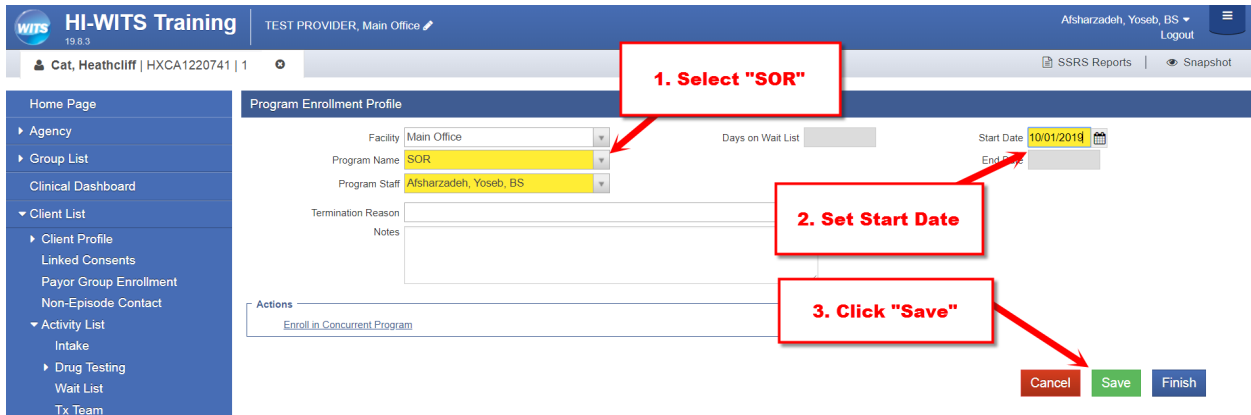 WITS HI-WITS Training
19.8.3
TEST PROVIDER, Main Office
Afsharzadeh, Yoseb, BS
Logout
Cat, Heathcliff | HXCA1220741 | 1
SSRS Reports | Snapshot
1. Select "SOR"
Home Page
Agency
Group List
Clinical Dashboard
Client List
Client Profile
Linked Consents
Payor Group Enrollment
Non-Episode Contact
Activity List
Intake
Drug Testing
Wait List
Tx Team
Program Enrollment Profile
Facility Main Office
Days on Wait List
Start Date 10/01/2019
Program Name SOR
End Date
Program Staff Afsharzadeh, Yoseb, BS
2. Set Start Date
Termination Reason
Notes
3. Click "Save"
Actions
Enroll in Concurrent Program
Cancel Save Finish